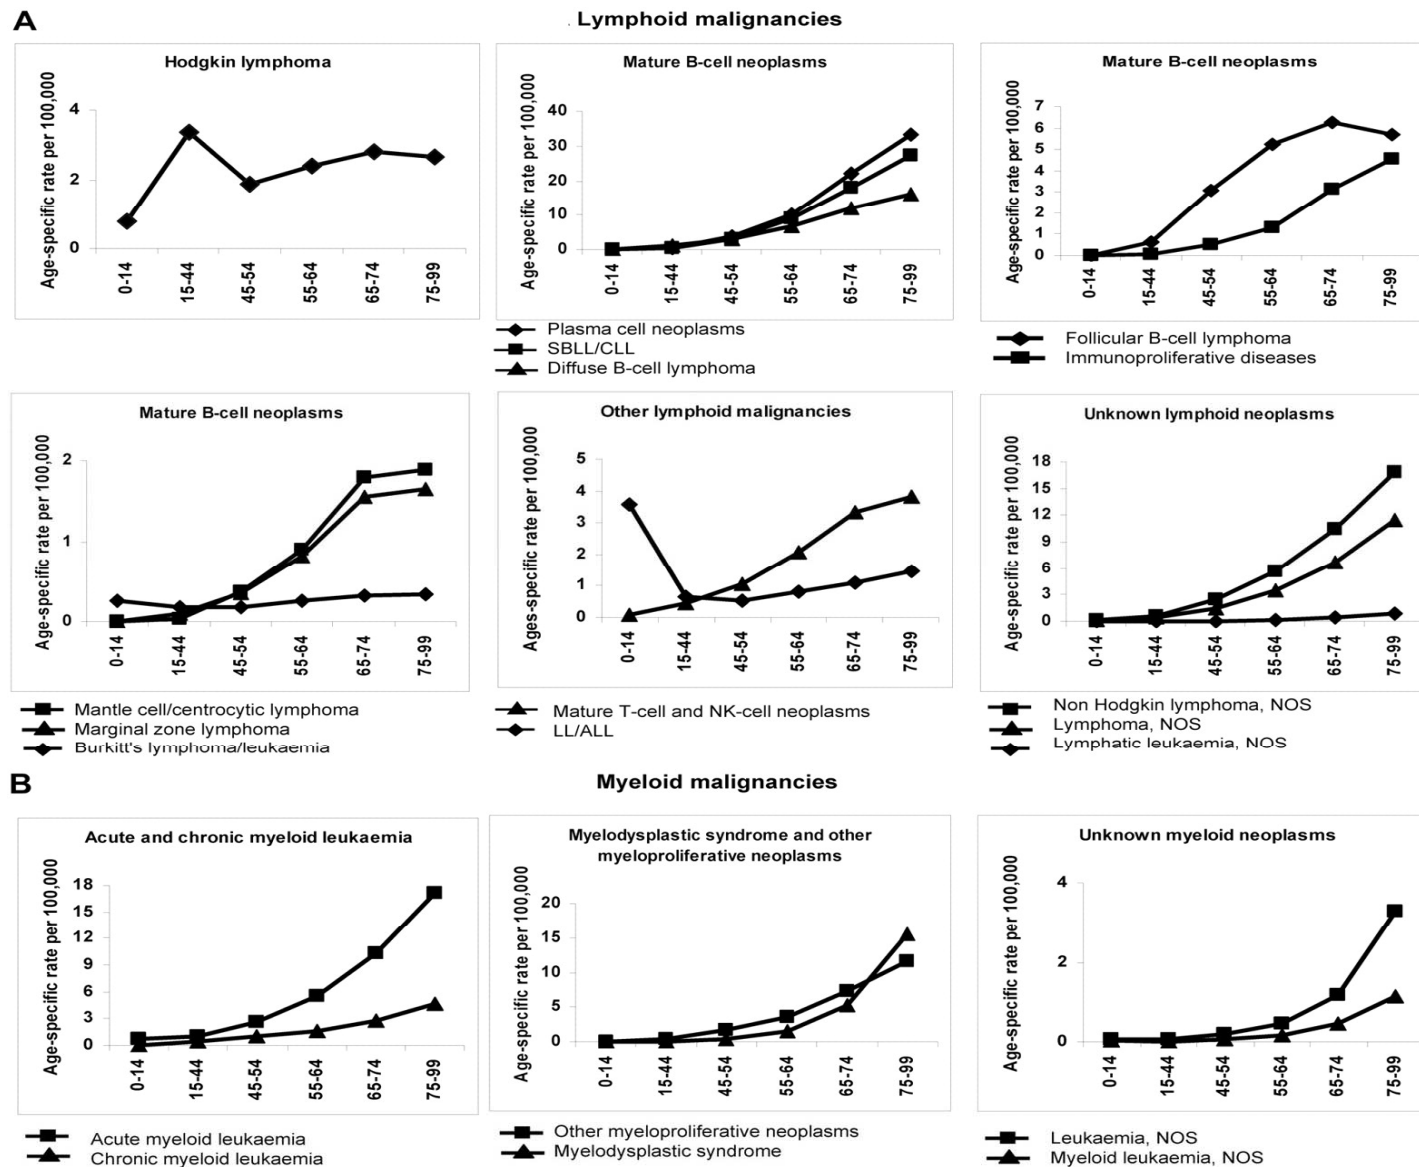 A
Lymphoid malignancies
Hodgkin lymphoma
Age-specific rate per 100,000
4
2
0
0-14
15-44
45-54
55-64
65-74
75-99
Mature B-cell neoplasms
Age-specific rate per 100,000
40
30
20
10
0
0-14
15-44
45-54
55-64
65-74
75-99
Plasma cell neoplasms
SBLL/CLL
Diffuse B-cell lymphoma
Mature B-cell neoplasms
Age-specific rate per 100,000
7
6
5
4
3
2
1
0
0-14
15-44
45-54
55-64
65-74
75-99
Follicular B-cell lymphoma
Immunoproliferative diseases
Mature B-cell neoplasms
Age-specific rate per 100,000
2
1
0
0-14
15-44
45-54
55-64
65-74
75-99
Mantle cell/centrocytic lymphoma
Marginal zone lymphoma
Burkitt's lymphoma/leukaemia
Other lymphoid malignancies
Ages-specific rate per 100,000
5
4
3
2
1
0
0-14
15-44
45-54
55-64
65-74
75-99
Mature T-cell and NK-cell neoplasms
LL/ALL
Unknown lymphoid neoplasms
Age-specific rate per 100,000
18
15
12
9
6
3
0
0-14
15-44
45-54
55-64
65-74
75-99
Non Hodgkin lymphoma, NOS
Lymphoma, NOS
Lymphatic leukaemia, NOS
B
Myeloid malignancies
Acute and chronic myeloid leukaemia
Age-specific rate per 100,000
18
15
12
9
6
3
0
0-14
15-44
45-54
55-64
65-74
75-99
Acute myeloid leukaemia
Chronic myeloid leukaemia
Myelodysplastic syndrome and other
myeloproliferative neoplasms
Age-specific rate per 100,000
20
15
10
5
0
0-14
15-44
45-54
55-64
65-74
75-99
Other myeloproliferative neoplasms
Myelodysplastic syndrome
Unknown myeloid neoplasms
Age-specific rate per 100,000
4
2
0
0-14
15-44
45-54
55-64
65-74
75-99
Leukaemia, NOS
Myeloid leukaemia, NOS